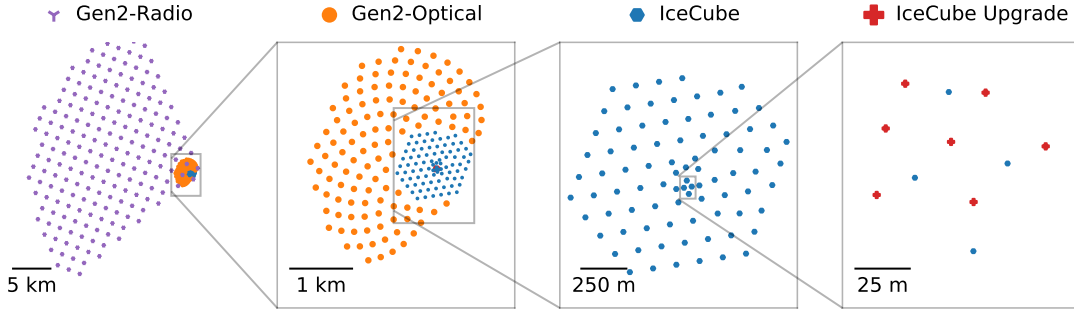 Gen2-Radio
Gen2-Optical
IceCube
IceCube Upgrade
5 km
1 km
250 m
25 m